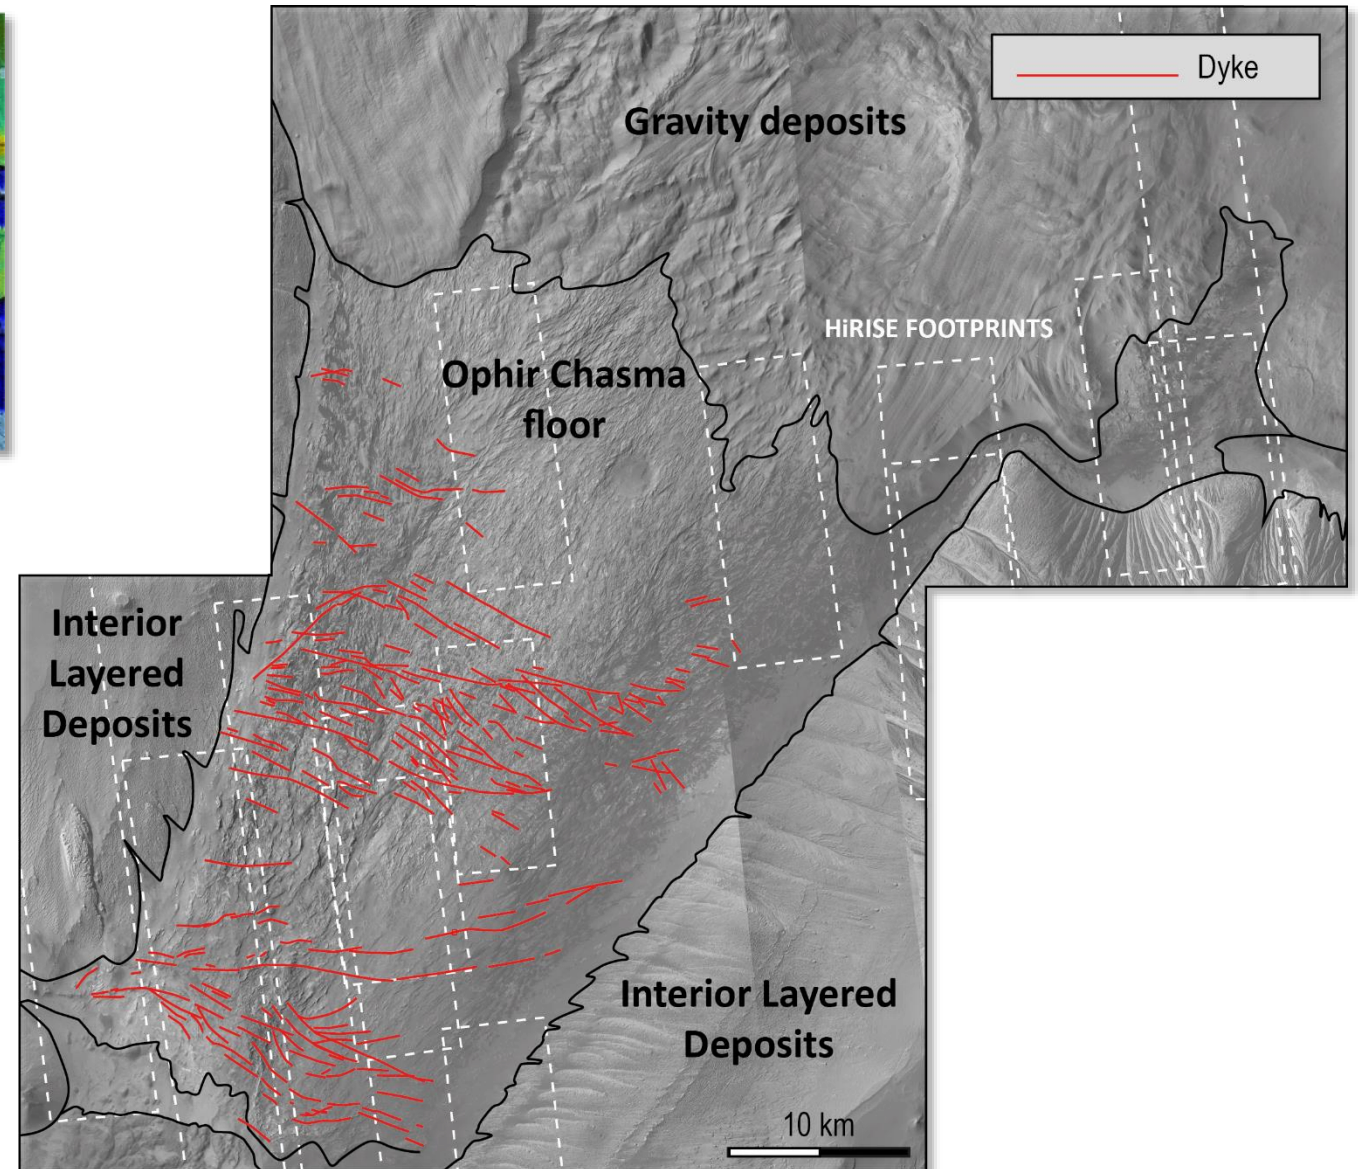 Dyke
Gravity deposits
HiRISE FOOTPRINTS
Ophir Chasma
floor
Interior
Layered
Deposits
Interior Layered
Deposits
10 km